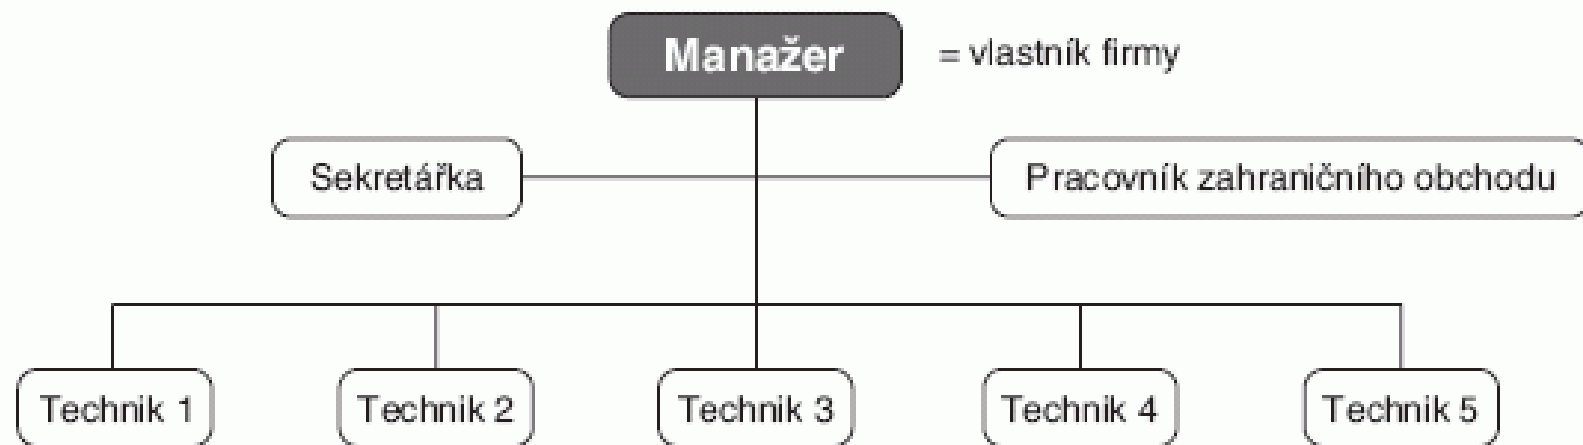 Manažer = vlastník firmy
Sekretářka Pracovník zahraničního obchodu
Technik 1 Technik 2 Technik 3 Technik 4 Technik 5